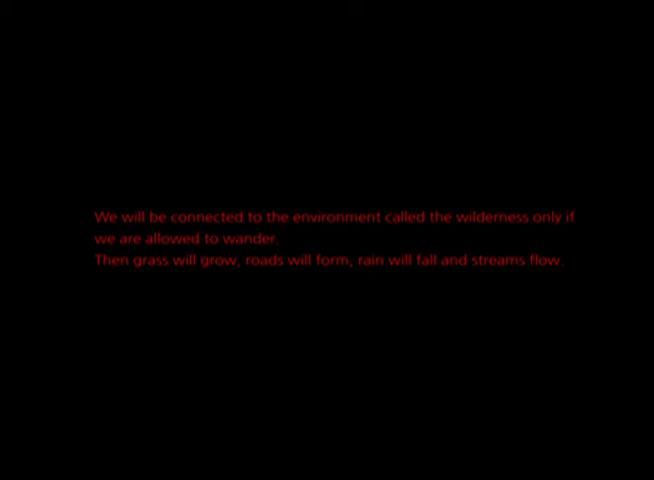 We will be connected to the environment called the wilderness only if
we are allowed to wander.
Then grass will grow, roads will form, rain will fall and streams flow.